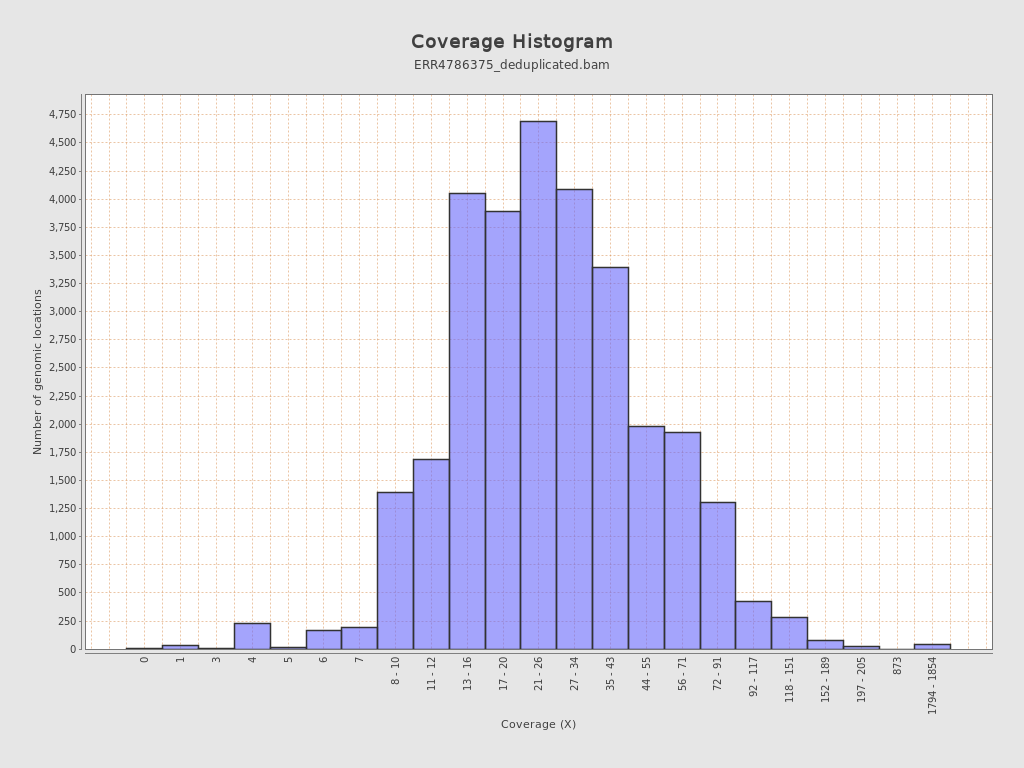 Coverage Histogram
ERR4786375_deduplicated.bam
Number of genomic locations
4,750
4,500
4,250
4,000
3,750
3,500
3,250
3,000
2,750
2,500
2,250
2,000
1,750
1,500
1,250
1,000
750
500
250
0
0
1
3
4
5
6
7
8 - 10
11 - 12
13 - 16
17 - 20
21 - 26
27 - 34
35 - 43
44 - 55
56 - 71
72 - 91
92 - 117
118 - 151
152 - 189
197 - 205
873
1794 - 1854
Coverage (X)